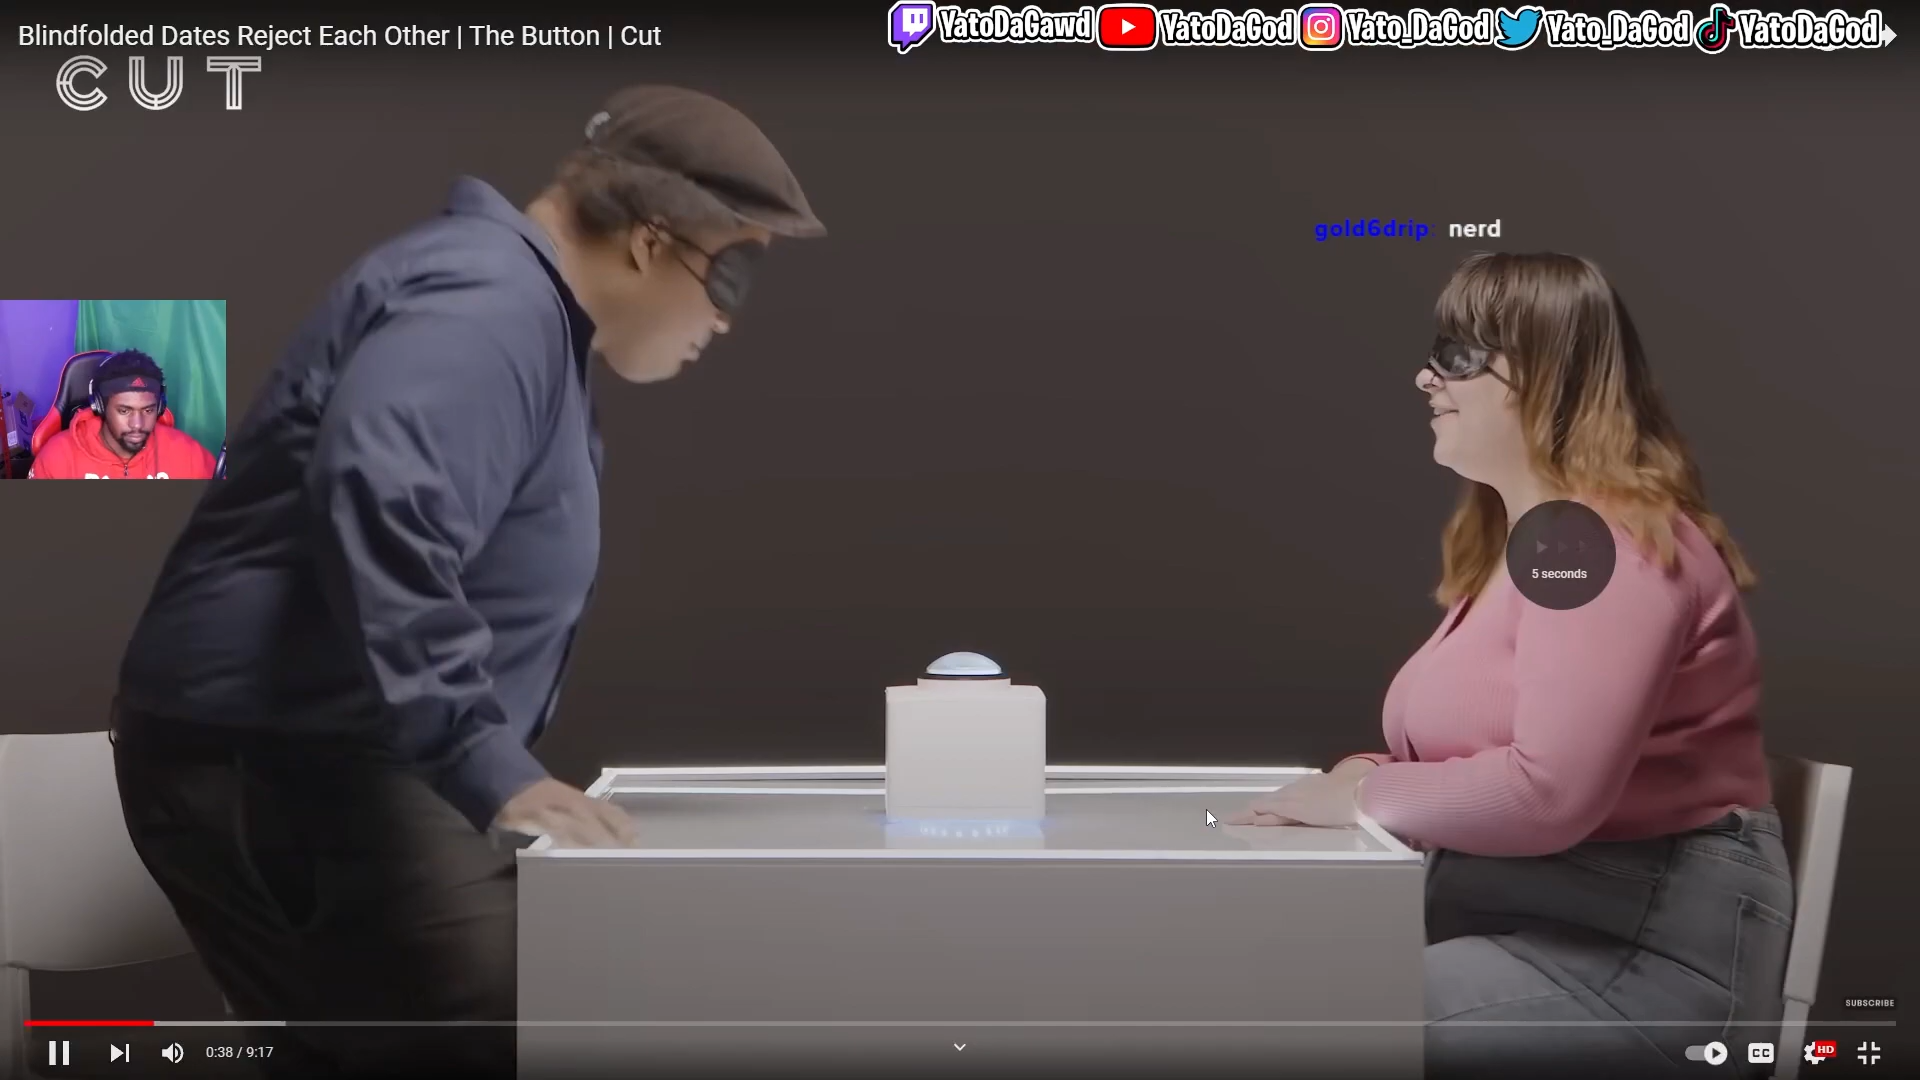 Blindfolded Dates Reject Each Other | The Button | Cut
YatoDaGawd YatoDaGod Yato_DaGod Yato_DaGod YatoDaGod
CUT
gold6drip: nerd
5 seconds
SUBSCRIBE
0:38 / 9:17
CC
HD